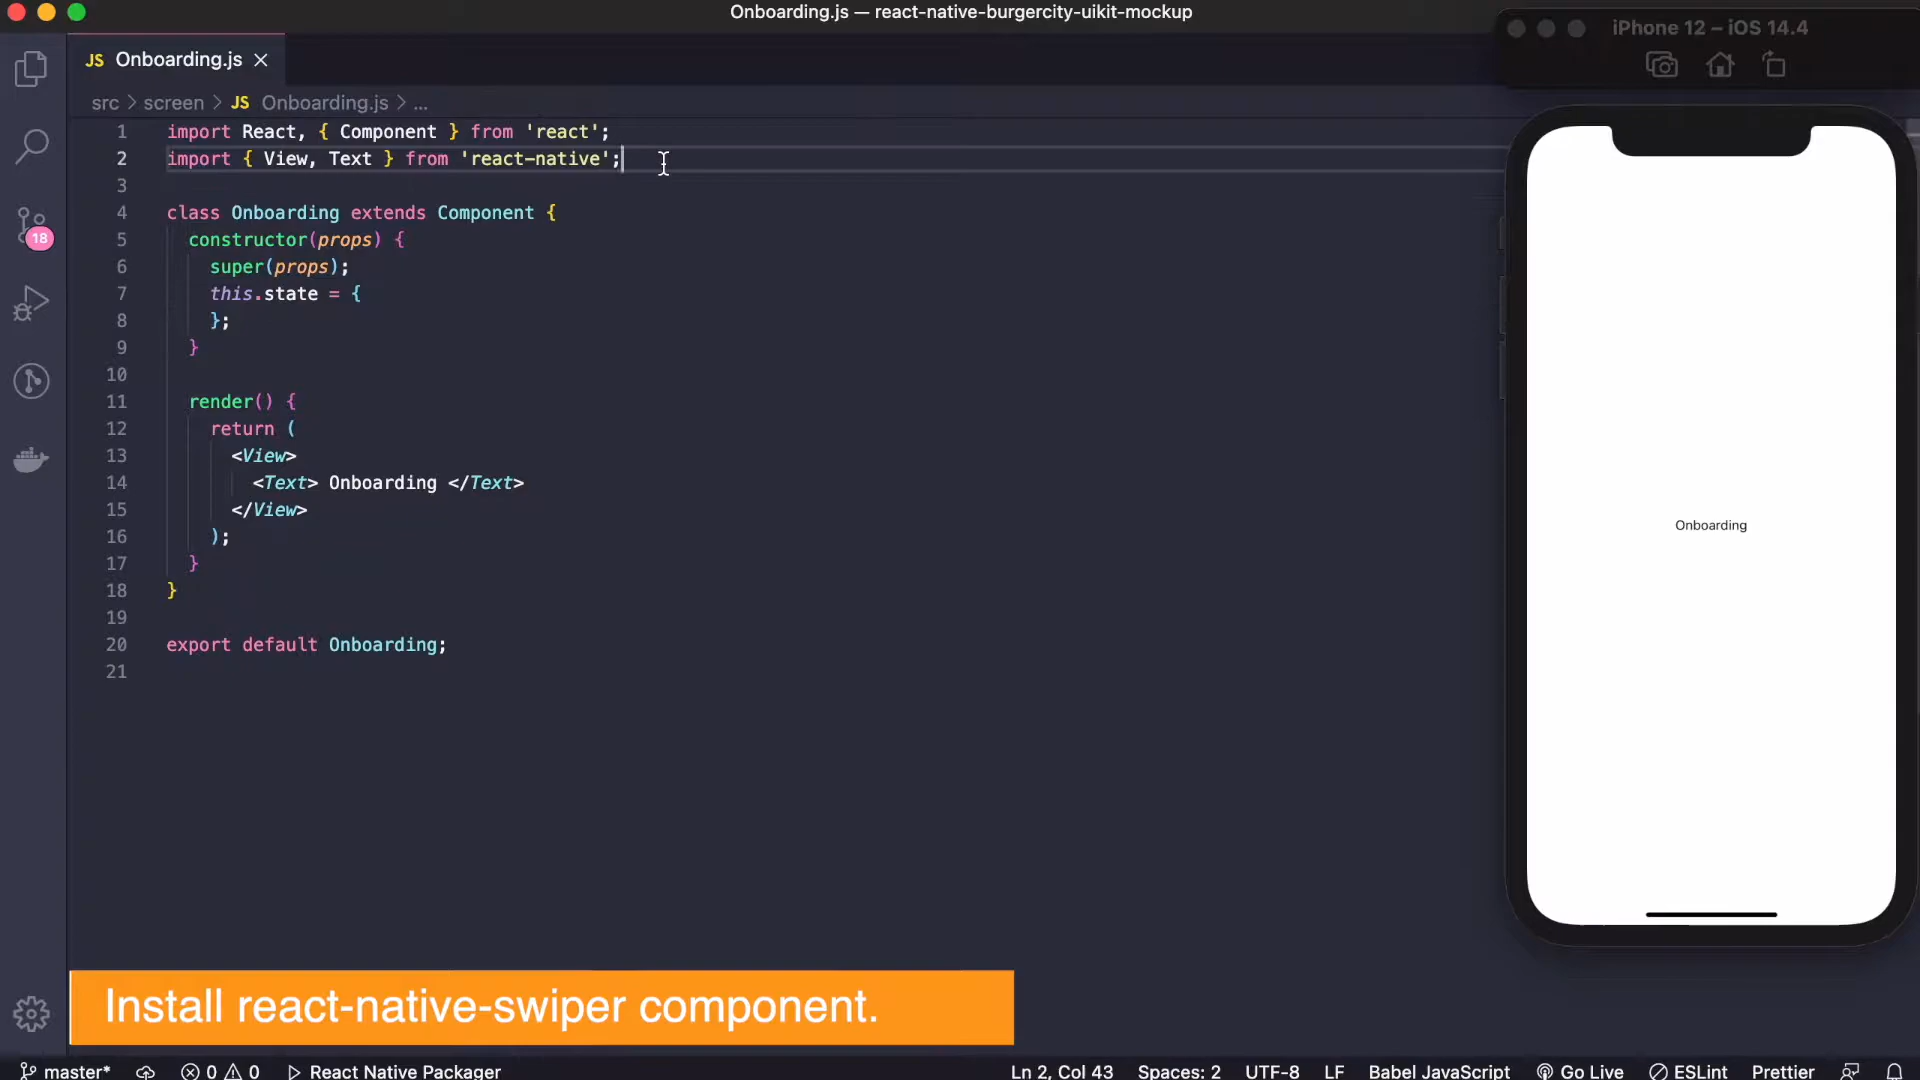 Onboarding.js — react-native-burgercity-uikit-mockup
iPhone 12 – iOS 14.4
JS Onboarding.js
src > screen > JS Onboarding.js > ...
1 import React, { Component } from 'react';
2 import { View, Text } from 'react-native';
3
4 class Onboarding extends Component {
5 constructor(props) {
6 super(props);
7 this.state = {
8 };
9 }
10
11 render() {
12 return (
13 <View>
14 <Text> Onboarding </Text>
15 </View>
16 );
17 }
18 }
19
20 export default Onboarding;
21
18
Onboarding
Install react-native-swiper component.
master* 0 0 React Native Packager Ln 2, Col 43 Spaces: 2 UTF-8 LF Babel JavaScript Go Live ESLint Prettier